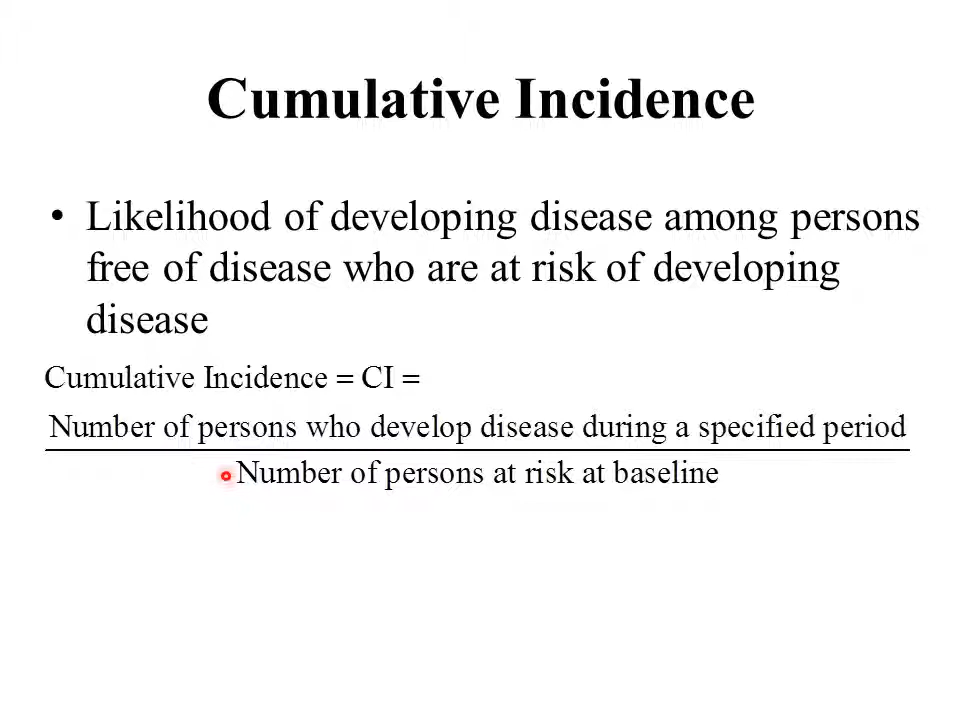 Cumulative Incidence
• Likelihood of developing disease among persons
free of disease who are at risk of developing
disease
Cumulative Incidence = CI =
Number of persons who develop disease during a specified period
Number of persons at risk at baseline